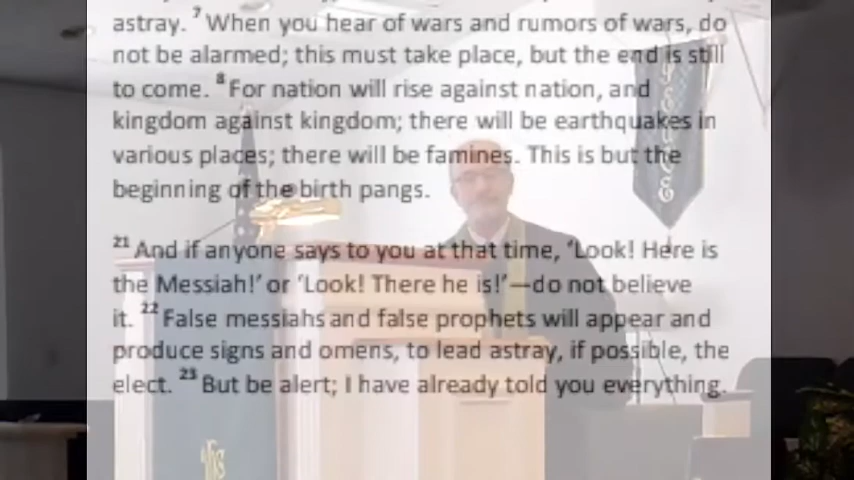 astray. 7 When you hear of wars and rumors of wars, do
not be alarmed; this must take place, but the end is still
to come. 8 For nation will rise against nation, and
kingdom against kingdom; there will be earthquakes in
various places; there will be famines. This is but the
beginning of the birth pangs.
21 And if anyone says to you at that time, ‘Look! Here is
the Messiah!’ or ‘Look! There he is!’—do not believe
it. 22 False messiahs and false prophets will appear and
produce signs and omens, to lead astray, if possible, the
elect. 23 But be alert; I have already told you everything.